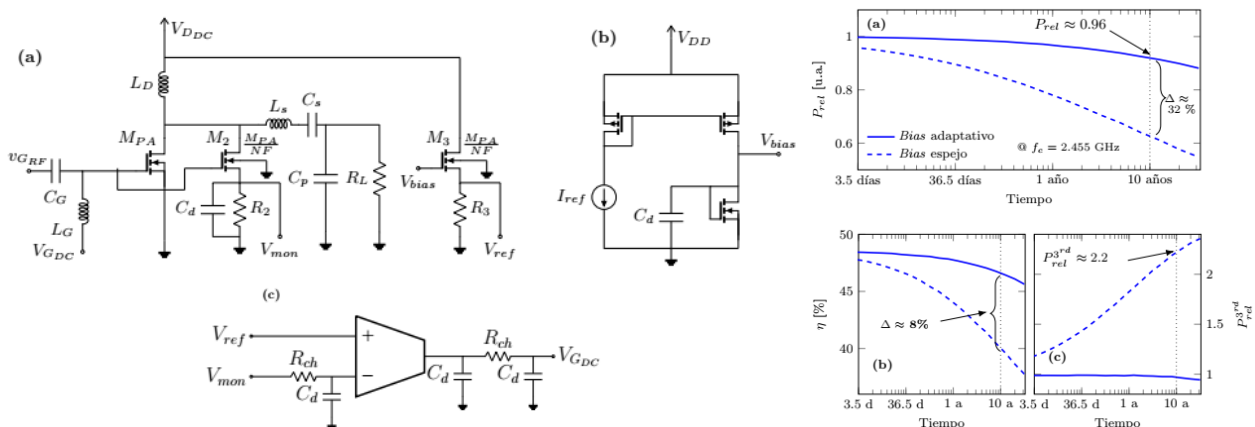 (a)
V_{D_{DC}}
L_D
L_s
C_s
M_{PA}
M_2
M_{PA}/NF
M_3
M_{PA}/NF
v_{G_{RF}}
C_G
L_G
V_{G_{DC}}
C_d
R_2
V_{mon}
C_p
R_L
V_{bias}
R_3
V_{ref}
(b)
V_{DD}
V_{bias}
I_{ref}
C_d
(c)
V_{ref}
+
V_{mon}
R_{ch}
−
C_d
C_d
R_{ch}
C_d
V_{G_{DC}}
(a)
P_{rel} ≈ 0.96
1
0.8
0.6
P_{rel} [u.a.]
Δ ≈
32 %
Bias adaptativo
Bias espejo
@ f_c = 2.455 GHz
3.5 días
36.5 días
1 año
10 años
Tiempo
50
45
40
η [%]
Δ ≈ 8%
(b)
3.5 d
36.5 d
1 a
10 a
Tiempo
P^{3^{rd}}_{rel} ≈ 2.2
(c)
2
1.5
1
P^{3^{rd}}_{rel}
3.5 d
36.5 d
1 a
10 a
Tiempo